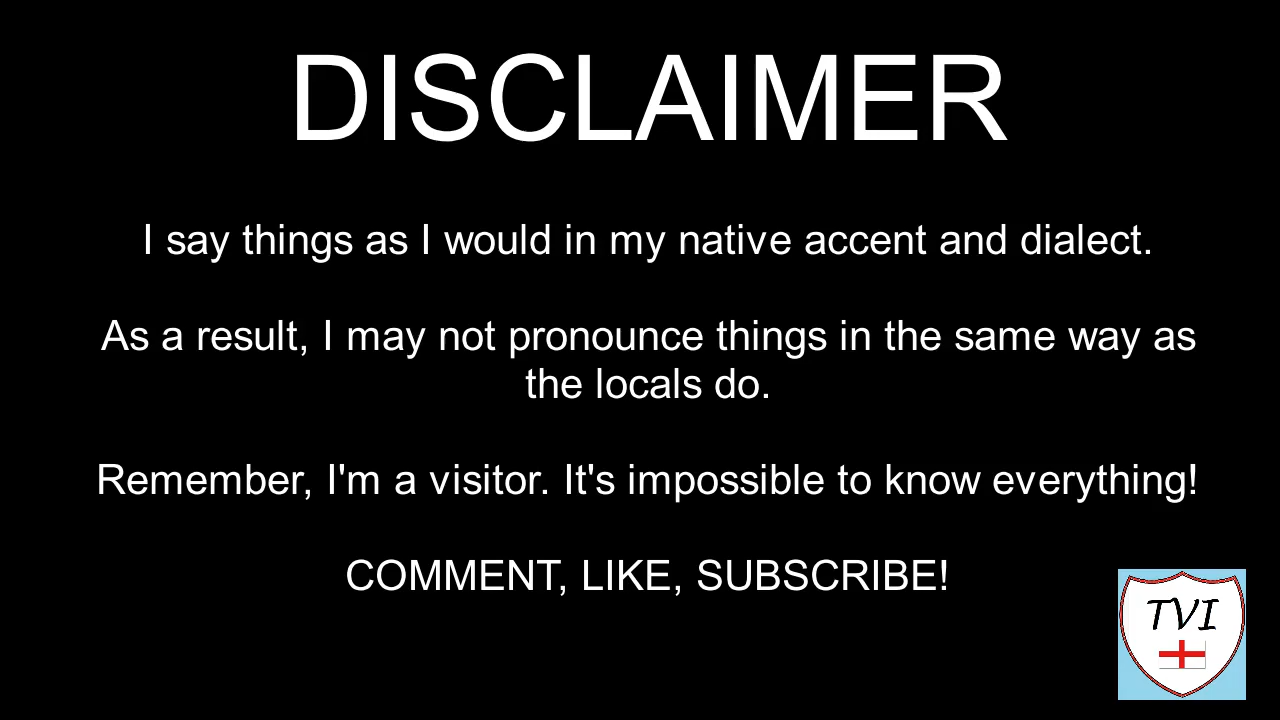 DISCLAIMER
I say things as I would in my native accent and dialect.
As a result, I may not pronounce things in the same way as
the locals do.
Remember, I'm a visitor. It's impossible to know everything!
COMMENT, LIKE, SUBSCRIBE!
TVI